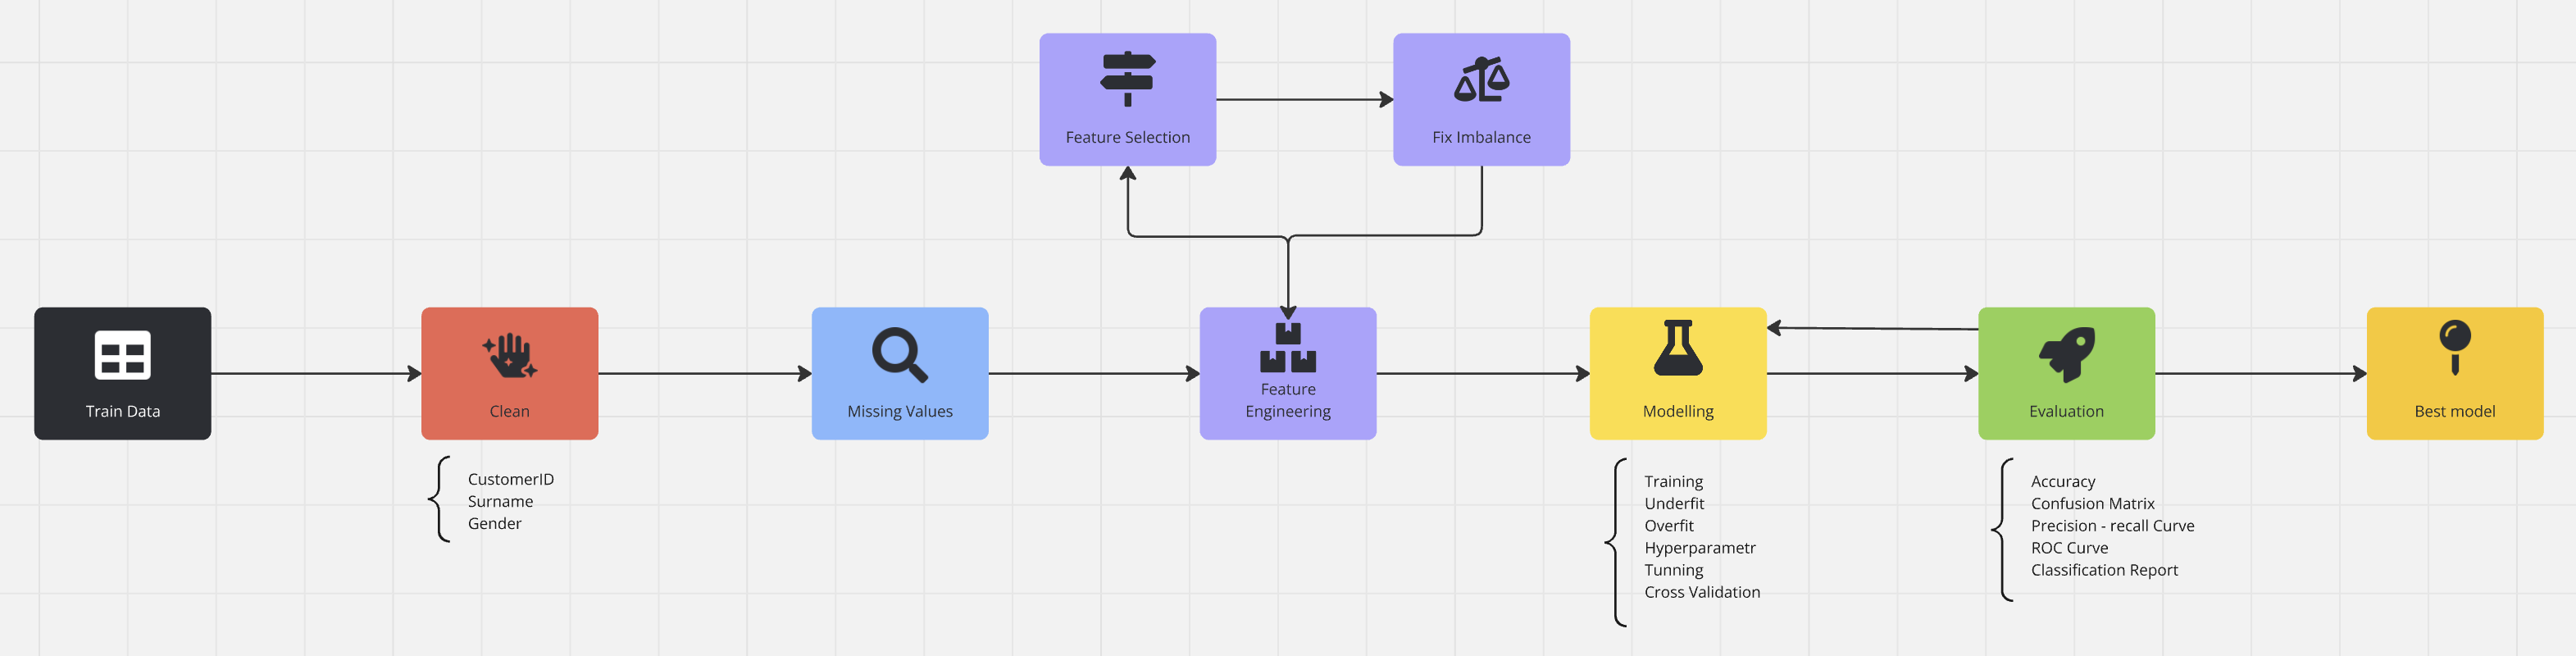 Feature Selection
Fix Imbalance
Train Data
Clean
Missing Values
Feature
Engineering
Modelling
Evaluation
Best model
CustomerID
Surname
Gender
Training
Underfit
Overfit
Hyperparametr
Tunning
Cross Validation
Accuracy
Confusion Matrix
Precision - recall Curve
ROC Curve
Classification Report